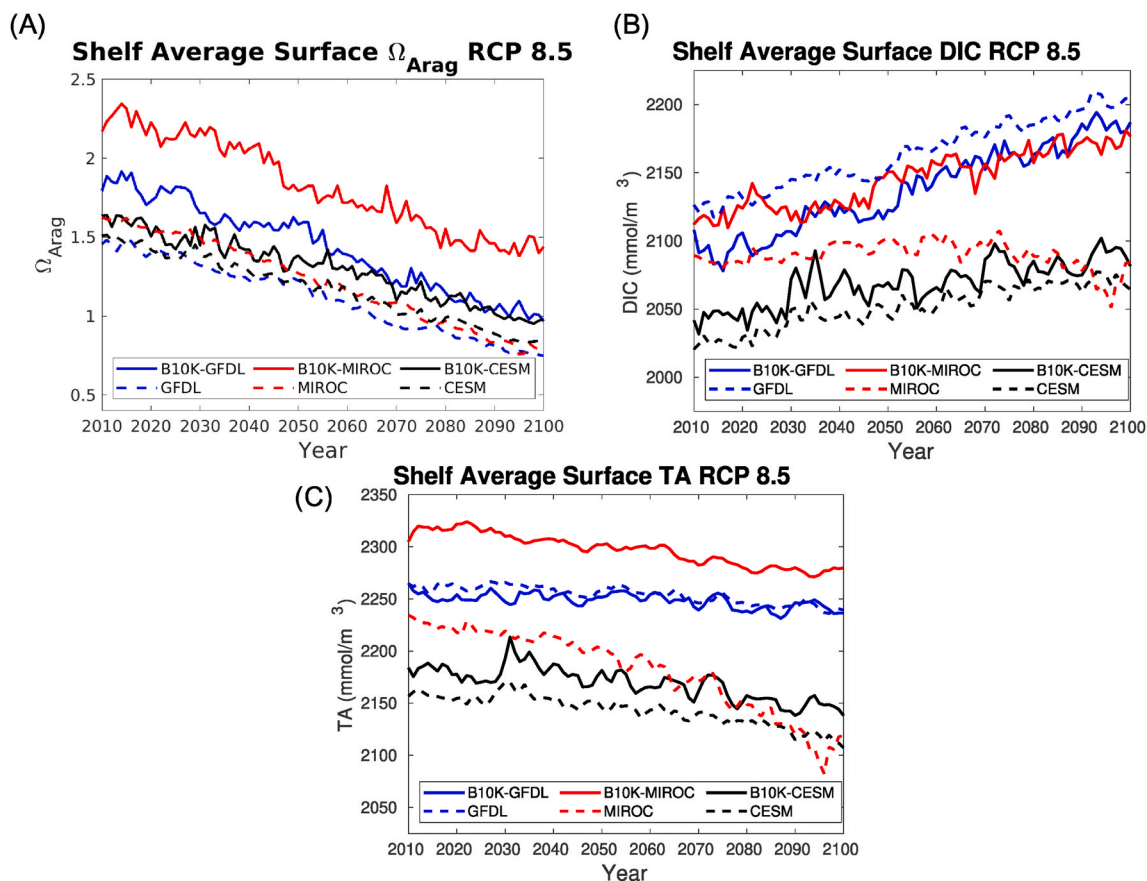 (A)
Shelf Average Surface Ω_Arag RCP 8.5
2.5
2
1.5
1
0.5
Ω_Arag
B10K-GFDL B10K-MIROC B10K-CESM
GFDL MIROC CESM
2010 2020 2030 2040 2050 2060 2070 2080 2090 2100
Year
(B)
Shelf Average Surface DIC RCP 8.5
2200
2150
2100
2050
2000
DIC (mmol/m³)
B10K-GFDL B10K-MIROC B10K-CESM
GFDL MIROC CESM
2010 2020 2030 2040 2050 2060 2070 2080 2090 2100
Year
(C)
Shelf Average Surface TA RCP 8.5
2350
2300
2250
2200
2150
2100
2050
TA (mmol/m³)
B10K-GFDL B10K-MIROC B10K-CESM
GFDL MIROC CESM
2010 2020 2030 2040 2050 2060 2070 2080 2090 2100
Year